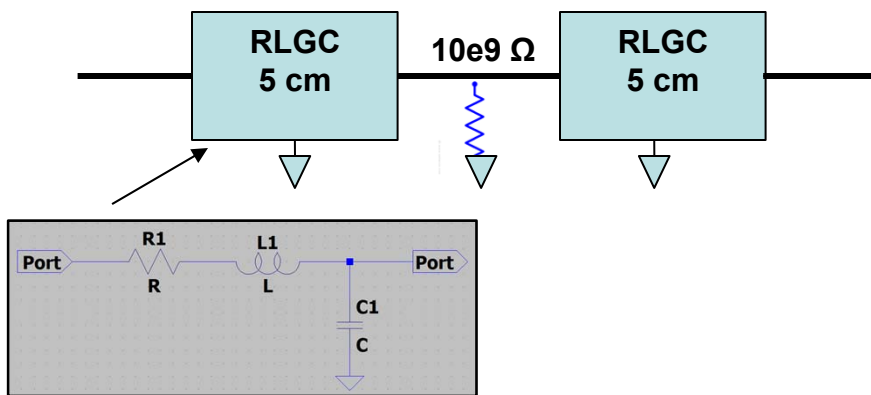 RLGC
5 cm
10e9 Ω
RLGC
5 cm
Port
R1
R
L1
L
Port
C1
C